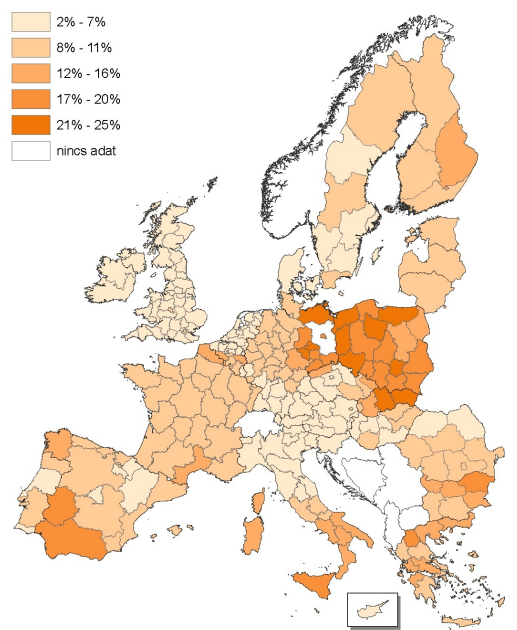 2% - 7%
8% - 11%
12% - 16%
17% - 20%
21% - 25%
nincs adat